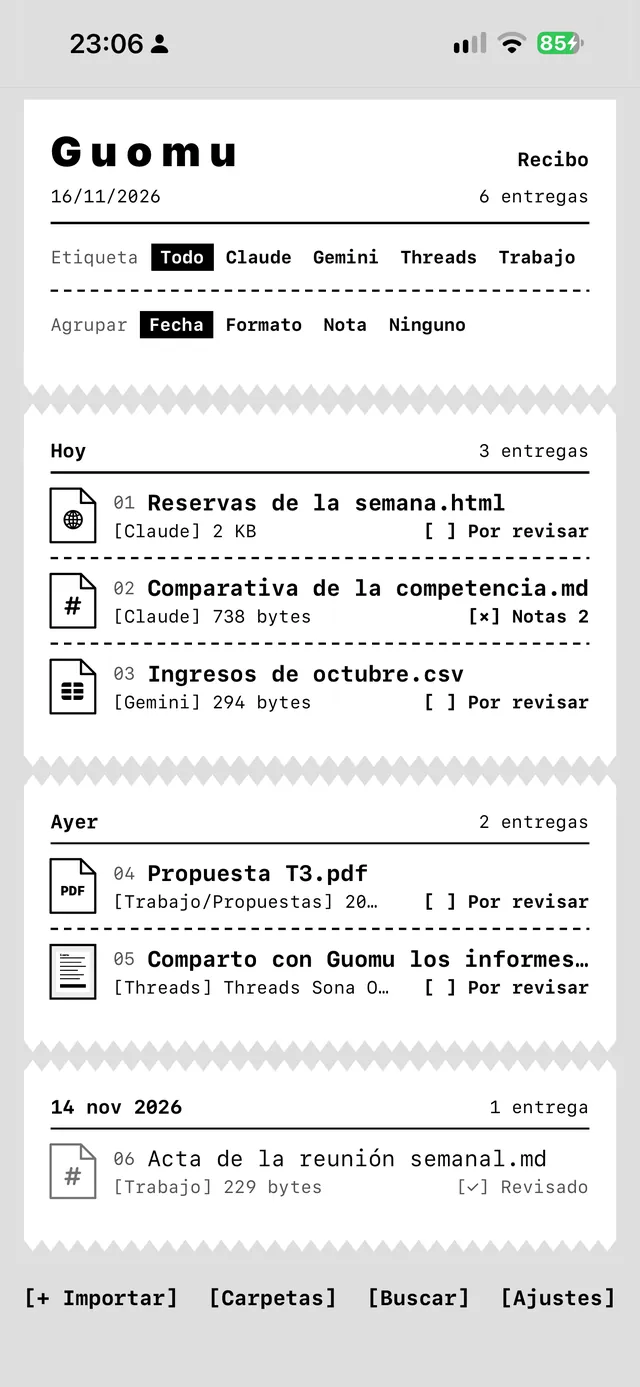 23:06
85
Guomu
Recibo
16/11/2026
6 entregas
Etiqueta Todo Claude Gemini Threads Trabajo
Agrupar Fecha Formato Nota Ninguno
Hoy
3 entregas
01 Reservas de la semana.html
[Claude] 2 KB
[ ] Por revisar
#
02 Comparativa de la competencia.md
[Claude] 738 bytes
[×] Notas 2
03 Ingresos de octubre.csv
[Gemini] 294 bytes
[ ] Por revisar
Ayer
2 entregas
PDF
04 Propuesta T3.pdf
[Trabajo/Propuestas] 20…
[ ] Por revisar
05 Comparto con Guomu los informes…
[Threads] Threads Sona O…
[ ] Por revisar
14 nov 2026
1 entrega
#
06 Acta de la reunión semanal.md
[Trabajo] 229 bytes
[✓] Revisado
[+ Importar] [Carpetas] [Buscar] [Ajustes]